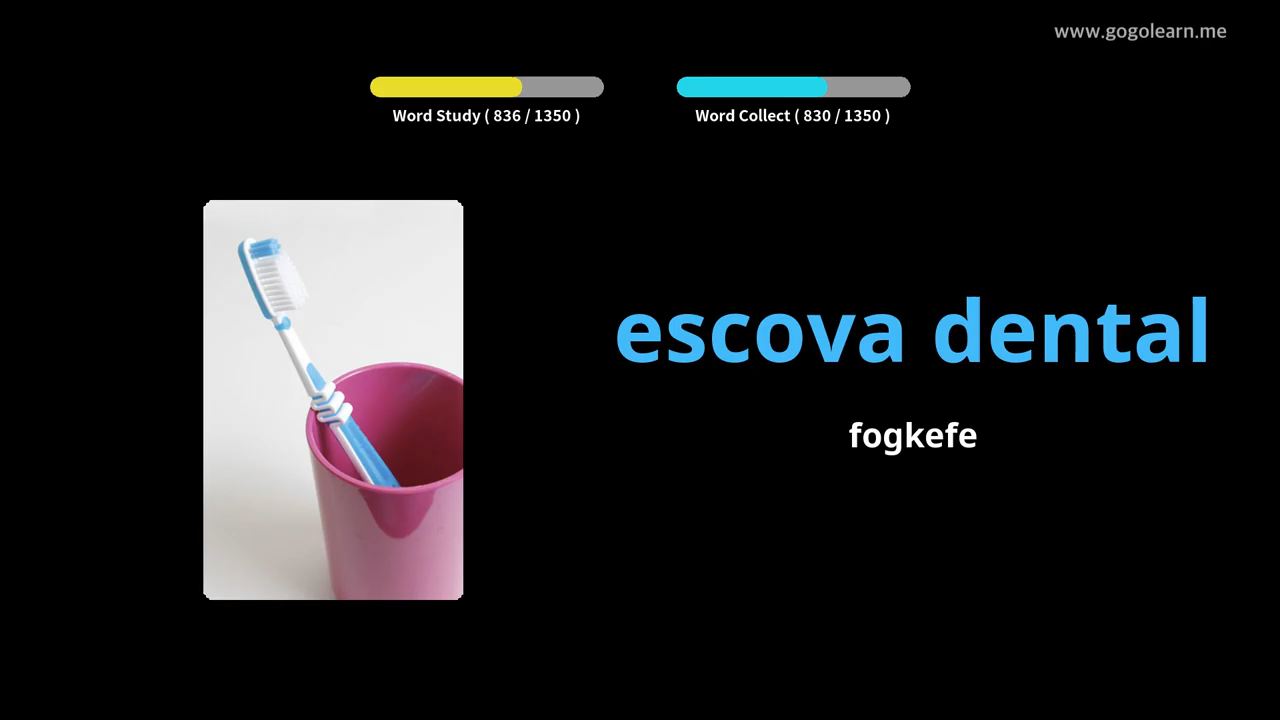 www.gogolearn.me
Word Study ( 836 / 1350 )
Word Collect ( 830 / 1350 )
escova dental
fogkefe